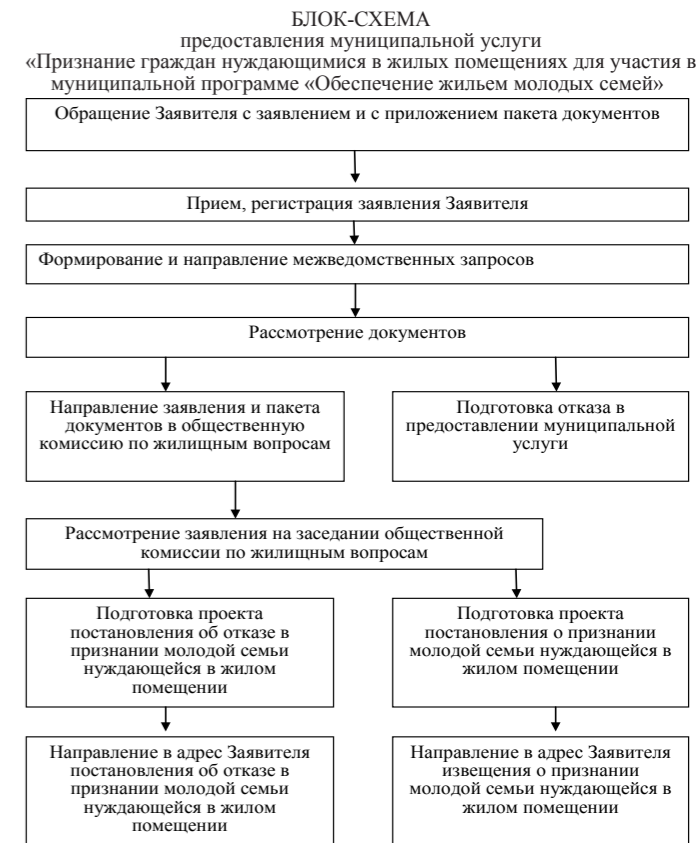 БЛОК-СХЕМА
предоставления муниципальной услуги
«Признание граждан нуждающимися в жилых помещениях для участия в
муниципальной программе «Обеспечение жильем молодых семей»
Обращение Заявителя с заявлением и с приложением пакета документов
Прием, регистрация заявления Заявителя
Формирование и направление межведомственных запросов
Рассмотрение документов
Направление заявления и пакета
документов в общественную
комиссию по жилищным вопросам
Подготовка отказа в
предоставлении муниципальной
услуги
Рассмотрение заявления на заседании общественной
комиссии по жилищным вопросам
Подготовка проекта
постановления об отказе в
признании молодой семьи
нуждающейся в жилом
помещении
Подготовка проекта
постановления о признании
молодой семьи нуждающейся в
жилом помещении
Направление в адрес Заявителя
постановления об отказе в
признании молодой семьи
нуждающейся в жилом
помещении
Направление в адрес Заявителя
извещения о признании
молодой семьи нуждающейся в
жилом помещении